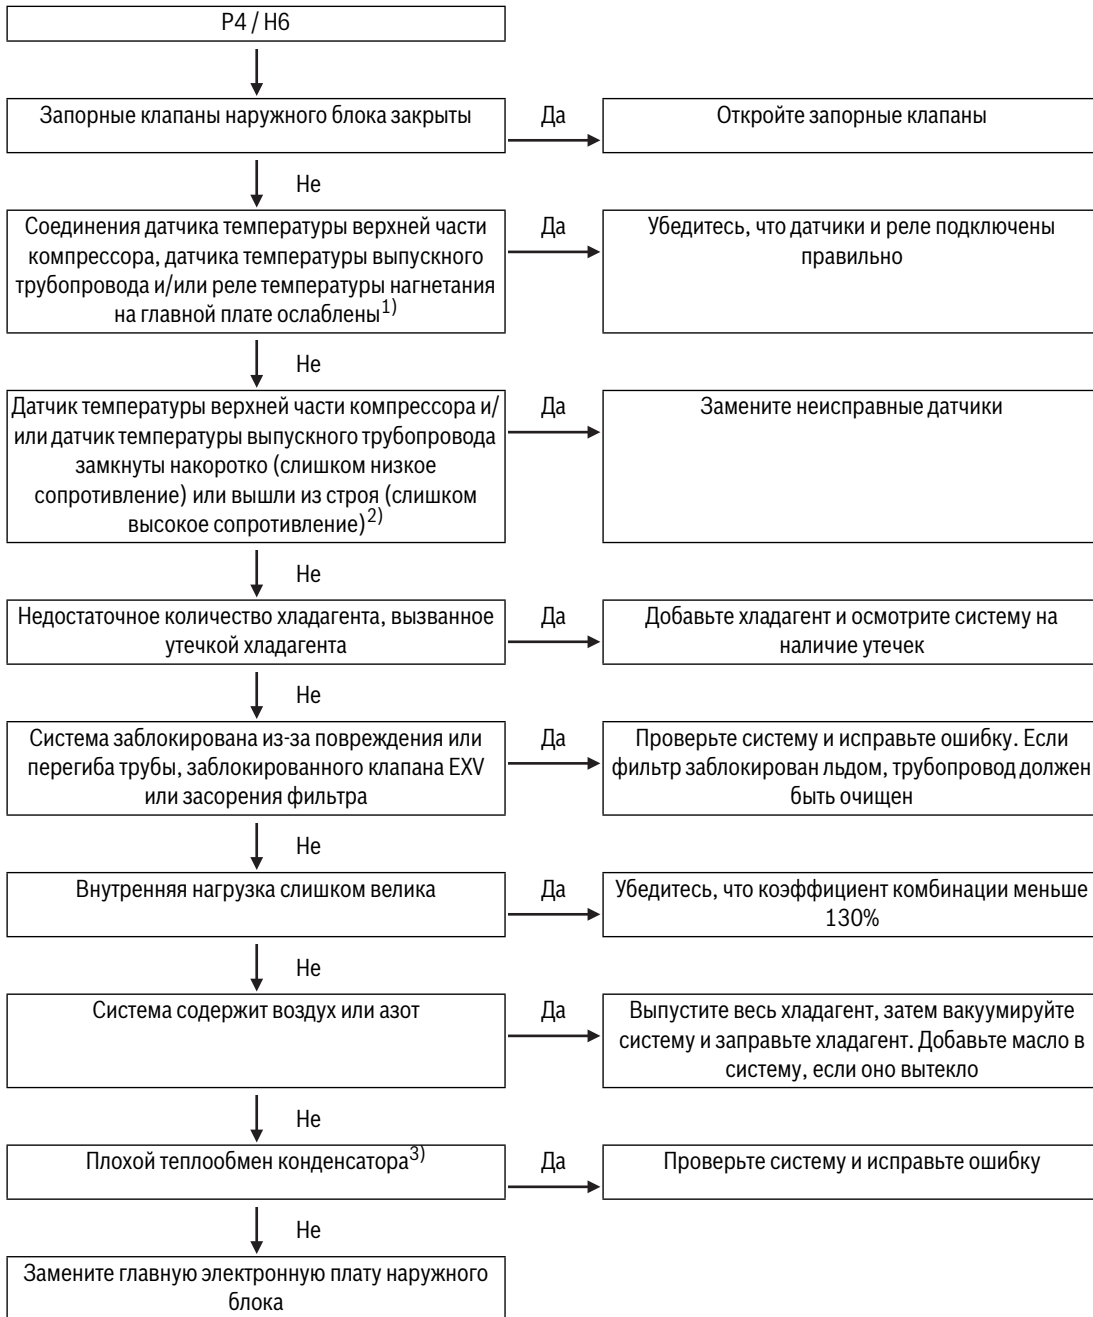 P4 / H6
Запорные клапаны наружного блока закрыты
Да
Откройте запорные клапаны
Не
Соединения датчика температуры верхней части
компрессора, датчика температуры выпускного
трубопровода и/или реле температуры нагнетания
на главной плате ослаблены1)
Да
Убедитесь, что датчики и реле подключены
правильно
Не
Датчик температуры верхней части компрессора и/
или датчик температуры выпускного трубопровода
замкнуты накоротко (слишком низкое
сопротивление) или вышли из строя (слишком
высокое сопротивление)2)
Да
Замените неисправные датчики
Не
Недостаточное количество хладагента, вызванное
утечкой хладагента
Да
Добавьте хладагент и осмотрите систему на
наличие утечек
Не
Система заблокирована из-за повреждения или
перегиба трубы, заблокированного клапана EXV
или засорения фильтра
Да
Проверьте систему и исправьте ошибку. Если
фильтр заблокирован льдом, трубопровод должен
быть очищен
Не
Внутренняя нагрузка слишком велика
Да
Убедитесь, что коэффициент комбинации меньше
130%
Не
Система содержит воздух или азот
Да
Выпустите весь хладагент, затем вакуумируйте
систему и заправьте хладагент. Добавьте масло в
систему, если оно вытекло
Не
Плохой теплообмен конденсатора3)
Да
Проверьте систему и исправьте ошибку
Не
Замените главную электронную плату наружного
блока